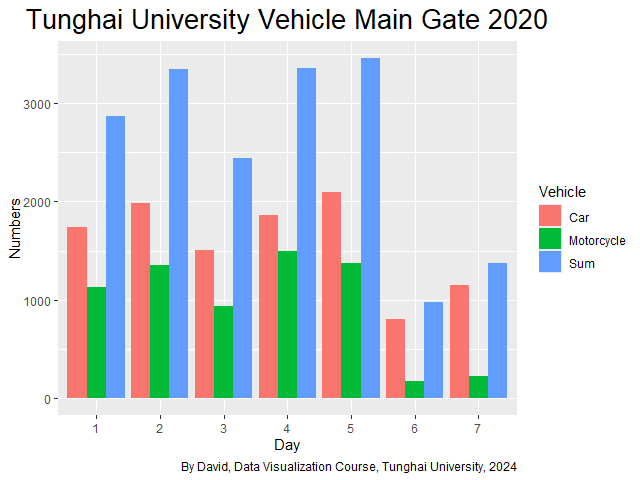 Tunghai University Vehicle Main Gate 2020
Numbers
3000
2000
1000
0
1 2 3 4 5 6 7
Day
Vehicle
Car
Motorcycle
Sum
By David, Data Visualization Course, Tunghai University, 2024